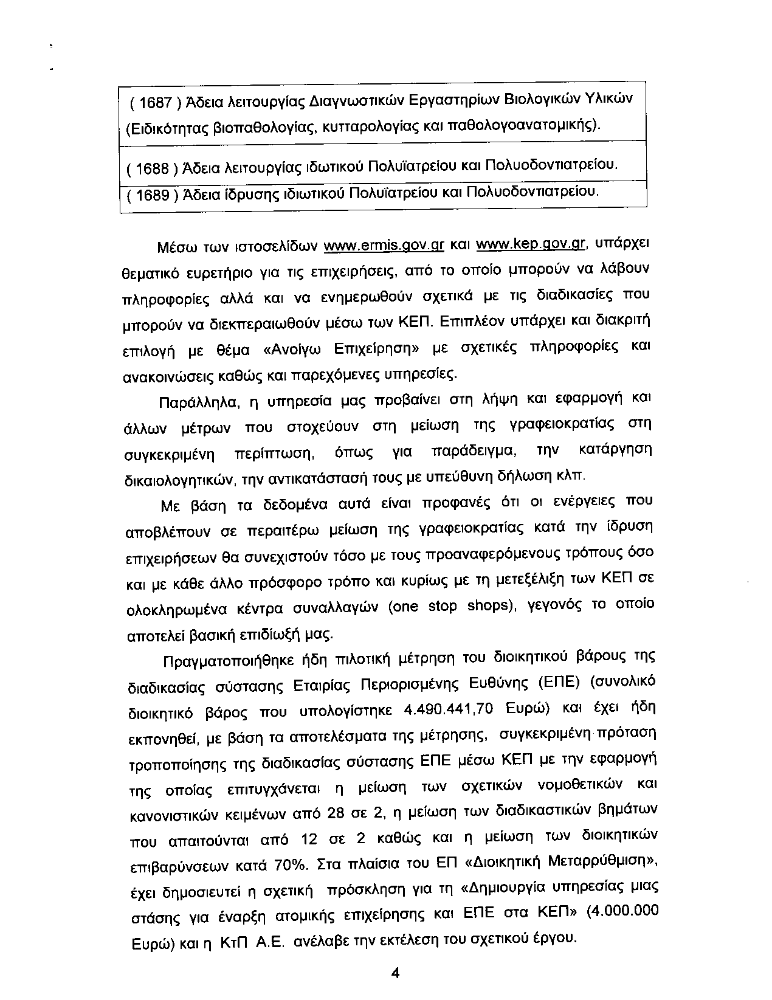 ( 1687 ) Άδεια λειτουργίας Διαγνωστικών Εργαστηρίων Βιολογικών Υλικών
(Ειδικότητας βιοπαθολογίας, κυτταρολογίας και παθολογοανατομικής).
( 1688 ) Άδεια λειτουργίας ιδωτικού Πολυϊατρείου και Πολυοδοντιατρείου.
( 1689 ) Άδεια ίδρυσης ιδιωτικού Πολυϊατρείου και Πολυοδοντιατρείου.
Μέσω των ιστοσελίδων www.ermis.gov.gr και www.kep.gov.gr, υπάρχει
θεματικό ευρετήριο για τις επιχειρήσεις, από το οποίο μπορούν να λάβουν
πληροφορίες αλλά και να ενημερωθούν σχετικά με τις διαδικασίες που
μπορούν να διεκπεραιωθούν μέσω των ΚΕΠ. Επιπλέον υπάρχει και διακριτή
επιλογή με θέμα «Ανοίγω Επιχείρηση» με σχετικές πληροφορίες και
ανακοινώσεις καθώς και παρεχόμενες υπηρεσίες.
Παράλληλα, η υπηρεσία μας προβαίνει στη λήψη και εφαρμογή και
άλλων μέτρων που στοχεύουν στη μείωση της γραφειοκρατίας στη
συγκεκριμένη περίπτωση, όπως για παράδειγμα, την κατάργηση
δικαιολογητικών, την αντικατάστασή τους με υπεύθυνη δήλωση κλπ.
Με βάση τα δεδομένα αυτά είναι προφανές ότι οι ενέργειες που
αποβλέπουν σε περαιτέρω μείωση της γραφειοκρατίας κατά την ίδρυση
επιχειρήσεων θα συνεχιστούν τόσο με τους προαναφερόμενους τρόπους όσο
και με κάθε άλλο πρόσφορο τρόπο και κυρίως με τη μετεξέλιξη των ΚΕΠ σε
ολοκληρωμένα κέντρα συναλλαγών (one stop shops), γεγονός το οποίο
αποτελεί βασική επιδίωξή μας.
Πραγματοποιήθηκε ήδη πιλοτική μέτρηση του διοικητικού βάρους της
διαδικασίας σύστασης Εταιρίας Περιορισμένης Ευθύνης (ΕΠΕ) (συνολικό
διοικητικό βάρος που υπολογίστηκε 4.490.441,70 Ευρώ) και έχει ήδη
εκπονηθεί, με βάση τα αποτελέσματα της μέτρησης, συγκεκριμένη πρόταση
τροποποίησης της διαδικασίας σύστασης ΕΠΕ μέσω ΚΕΠ με την εφαρμογή
της οποίας επιτυγχάνεται η μείωση των σχετικών νομοθετικών και
κανονιστικών κειμένων από 28 σε 2, η μείωση των διαδικαστικών βημάτων
που απαιτούνται από 12 σε 2 καθώς και η μείωση των διοικητικών
επιβαρύνσεων κατά 70%. Στα πλαίσια του ΕΠ «Διοικητική Μεταρρύθμιση»,
έχει δημοσιευτεί η σχετική πρόσκληση για τη «Δημιουργία υπηρεσίας μιας
στάσης για έναρξη ατομικής επιχείρησης και ΕΠΕ στα ΚΕΠ» (4.000.000
Ευρώ) και η ΚτΠ Α.Ε. ανέλαβε την εκτέλεση του σχετικού έργου.
4